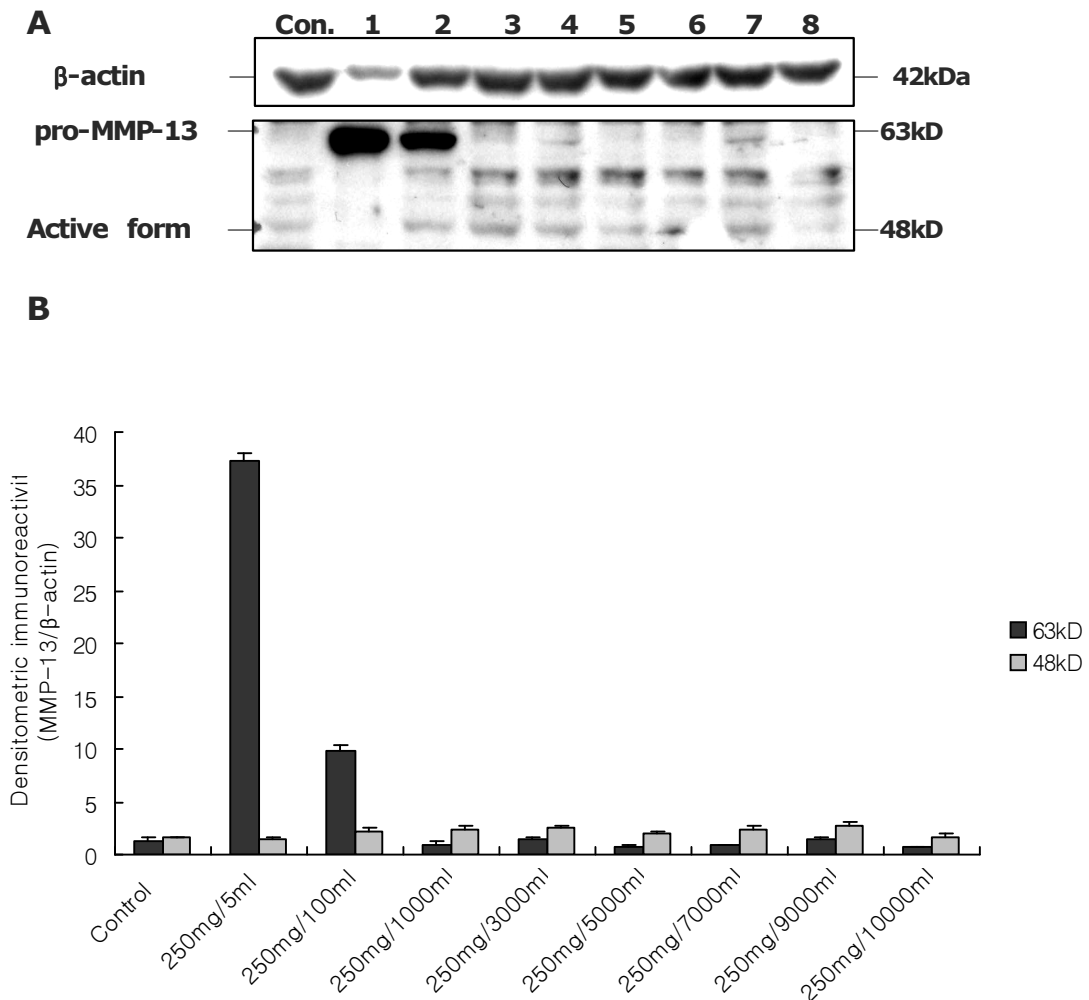 A
Con. 1 2 3 4 5 6 7 8
β-actin
42kDa
pro-MMP-13
63kD
Active form
48kD
B
Densitometric immunoreactivit
(MMP-13/β-actin)
40
35
30
25
20
15
10
5
0
63kD
48kD
Control
250mg/5ml
250mg/100ml
250mg/1000ml
250mg/3000ml
250mg/5000ml
250mg/7000ml
250mg/9000ml
250mg/10000ml